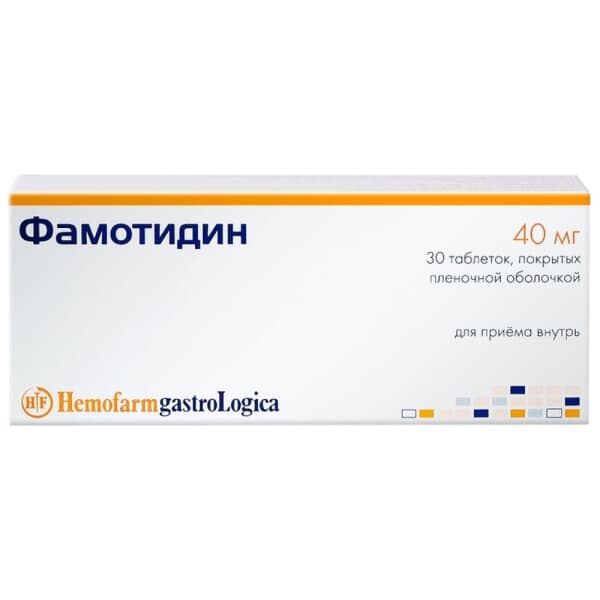 Фамотидин
40 мг
30 таблеток, покрытых
пленочной оболочкой
для приёма внутрь
HF HemofarmgastroLogica